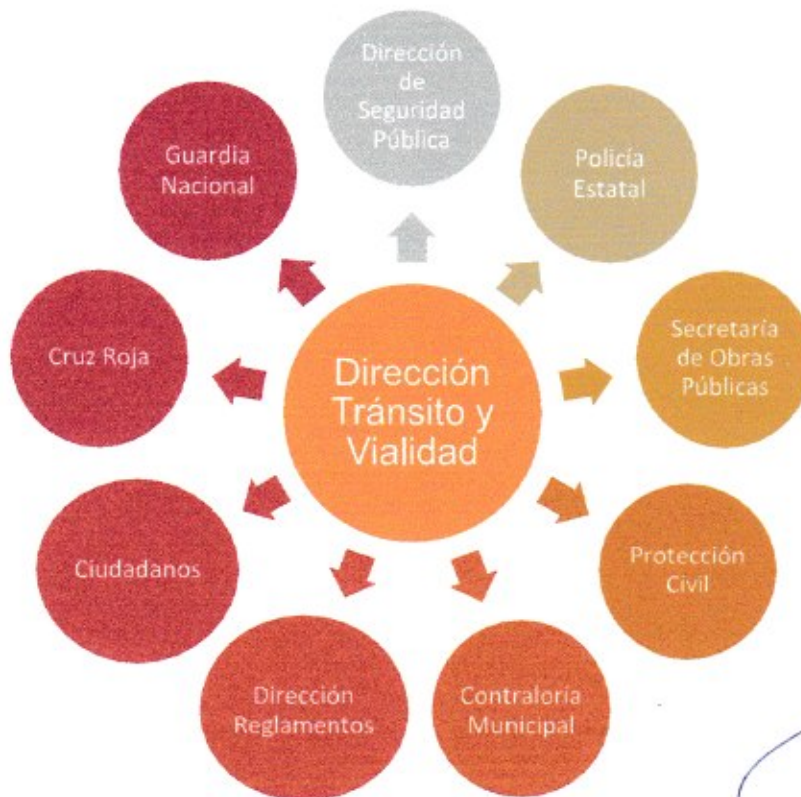 Dirección
de
Seguridad
Pública
Policía
Estatal
Secretaría
de Obras
Públicas
Protección
Civil
Contraloría
Municipal
Dirección
Reglamentos
Ciudadanos
Cruz Roja
Guardia
Nacional
Dirección
Tránsito y
Vialidad